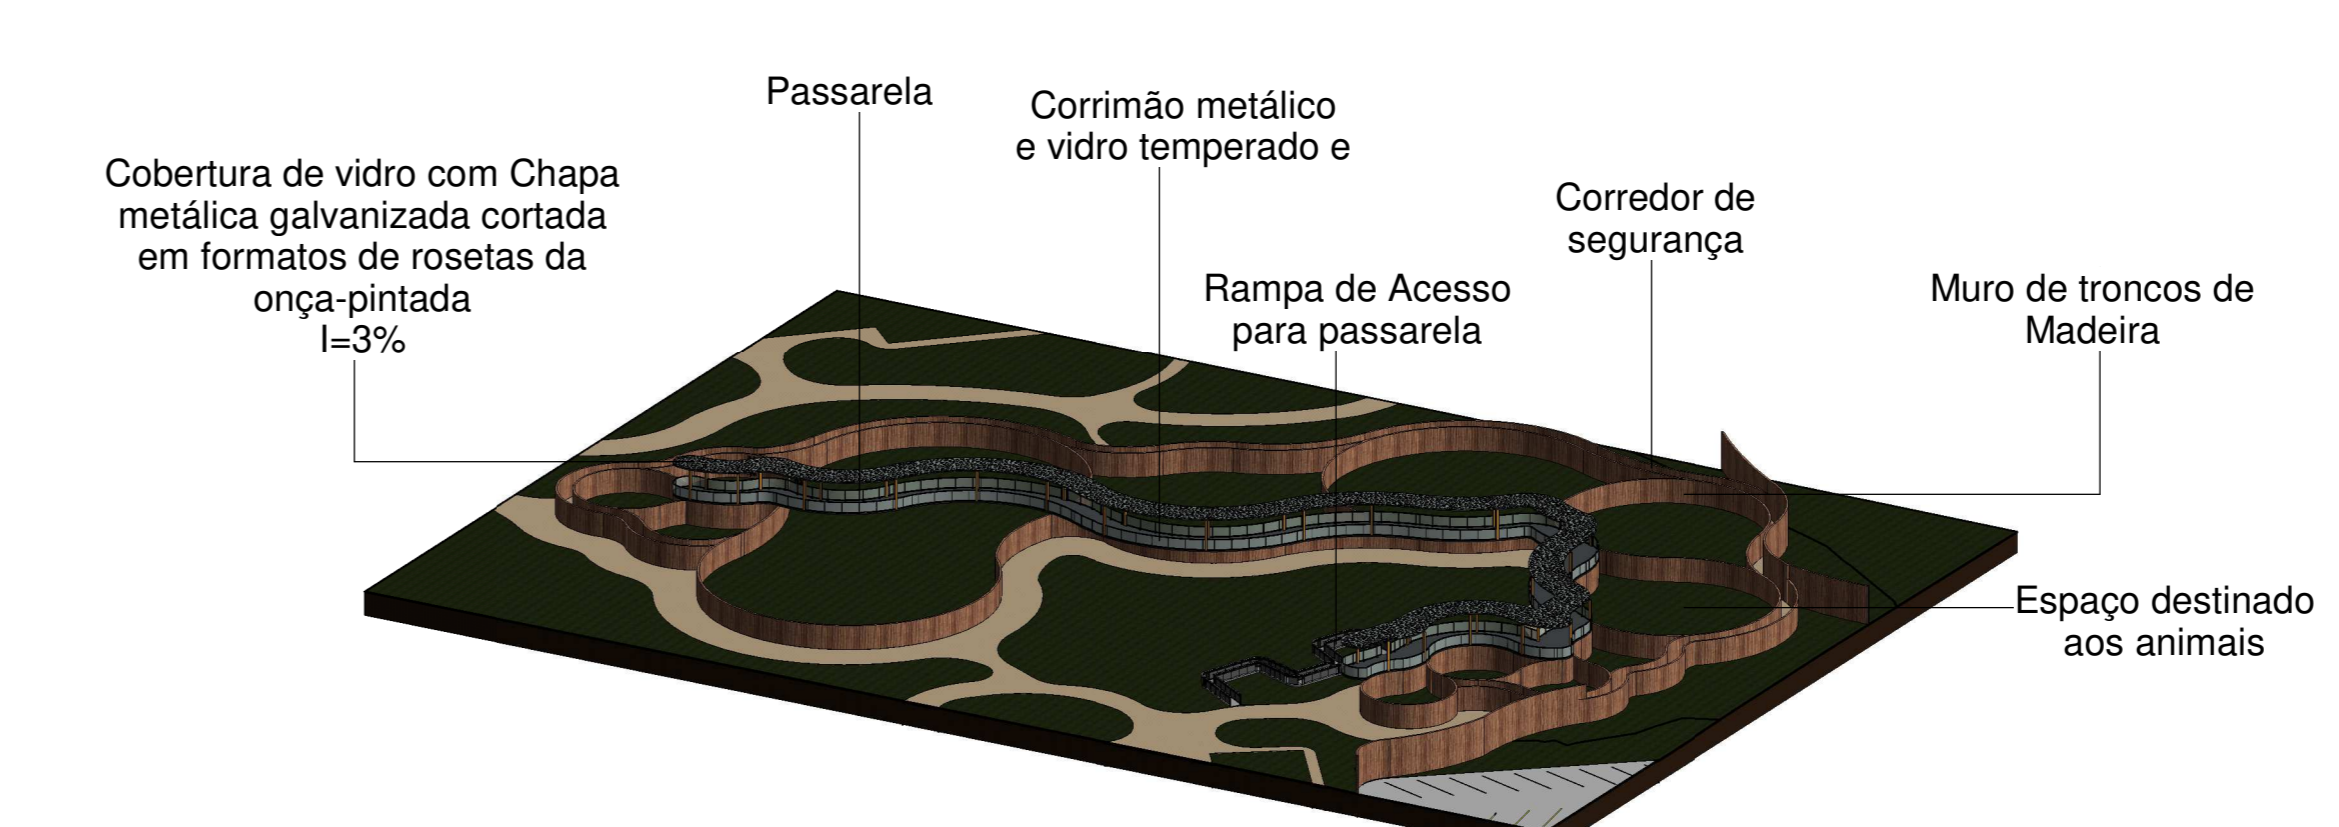 Passarela
Corrimão metálico
e vidro temperado e
Cobertura de vidro com Chapa
metálica galvanizada cortada
em formatos de rosetas da
onça-pintada
I=3%
Corredor de
segurança
Rampa de Acesso
para passarela
Muro de troncos de
Madeira
Espaço destinado
aos animais